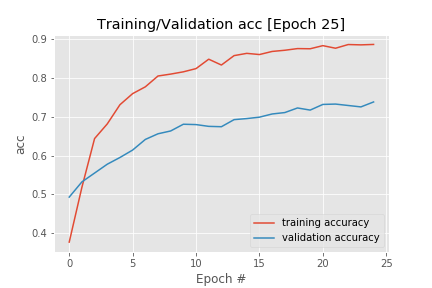 Training/Validation acc [Epoch 25]
0.9
0.8
0.7
0.6
0.5
0.4
acc
training accuracy
validation accuracy
0 5 10 15 20 25
Epoch #